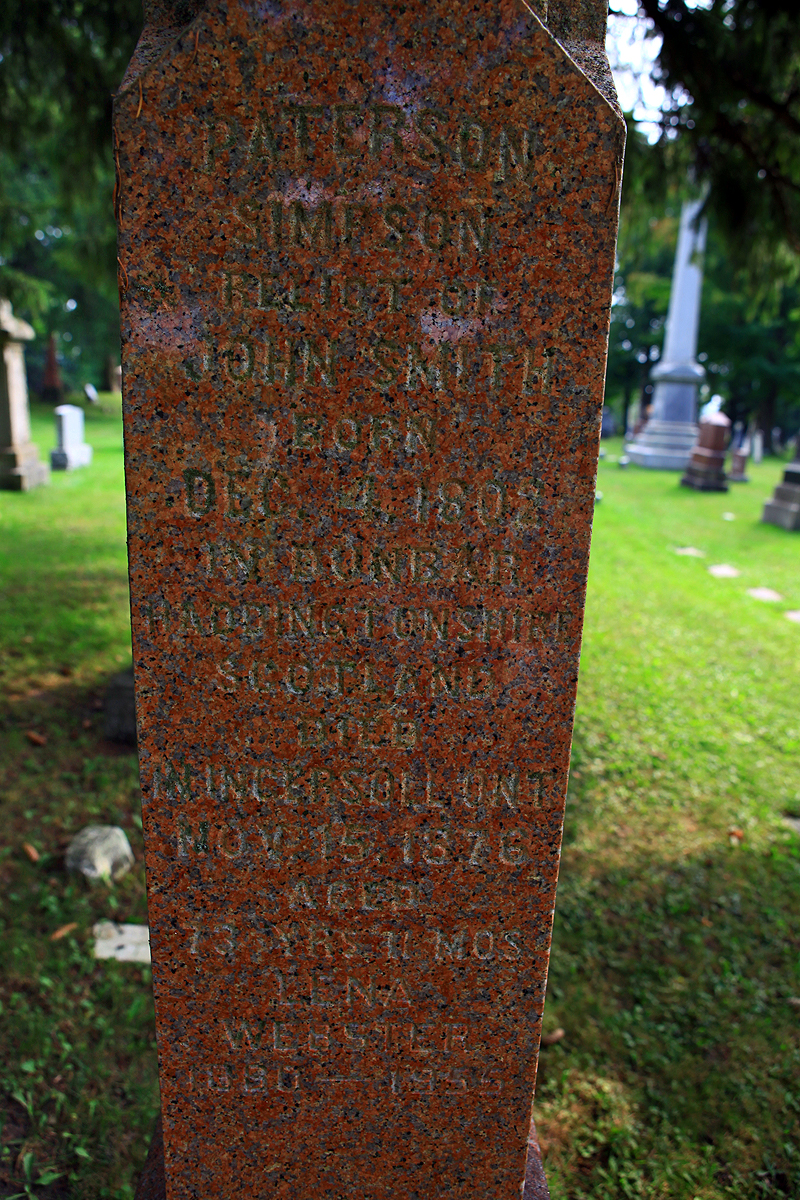 PATERSON
SIMPSON
RELICT OF
JOHN SMITH
BORN
DEC. 4, 1802
IN DUNBAR
HADDINGTONSHIRE
SCOTLAND
DIED
IN INGERSOLL ONT
NOV. 15, 1876
AGED
73 YRS 11 MOS
LENA
WEBSTER